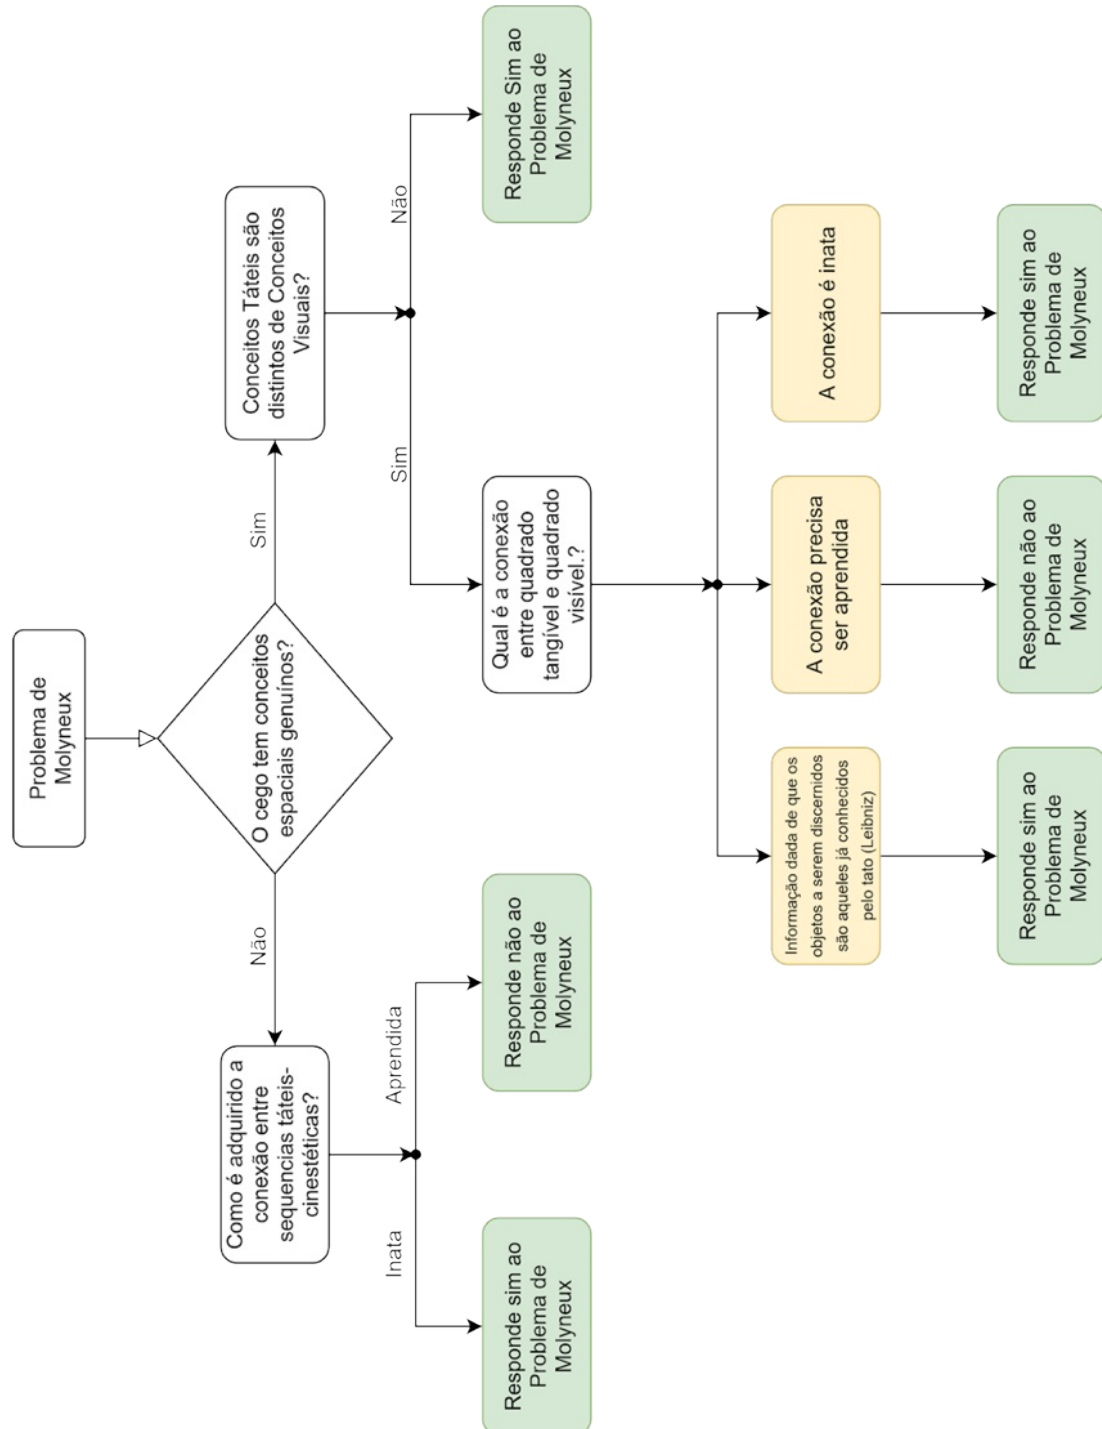 Problema de
Molyneux
O cego tem conceitos
espaciais genuínos?
Não
Sim
Como é adquirido a
conexão entre
sequencias táteis-
cinestéticas?
Conceitos Táteis são
distintos de Conceitos
Visuais?
Inata
Aprendida
Sim
Não
Responde sim ao
Problema de
Molyneux
Responde não ao
Problema de
Molyneux
Qual é a conexão
entre quadrado
tangível e quadrado
visível.?
Responde Sim ao
Problema de
Molyneux
Informação dada de que os
objetos a serem discernidos
são aqueles já conhecidos
pelo tato (Leibniz)
A conexão precisa
ser aprendida
A conexão é inata
Responde sim ao
Problema de
Molyneux
Responde não ao
Problema de
Molyneux
Responde sim ao
Problema de
Molyneux